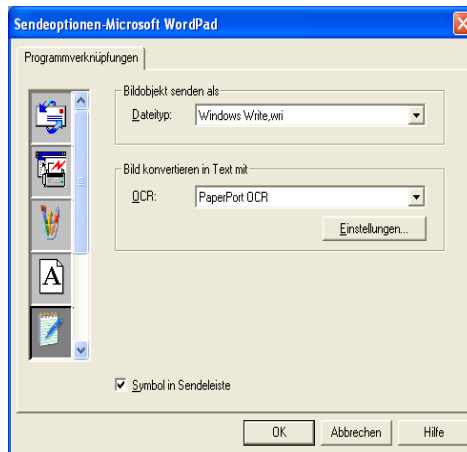 Sendeoptionen-Microsoft WordPad
Programmverknüpfungen
Bildobjekt senden als
Dateityp: Windows Write,wri
Bild konvertieren in Text mit
OCR: PaperPort OCR
Einstellungen...
A
Symbol in Sendeleiste
OK Abbrechen Hilfe